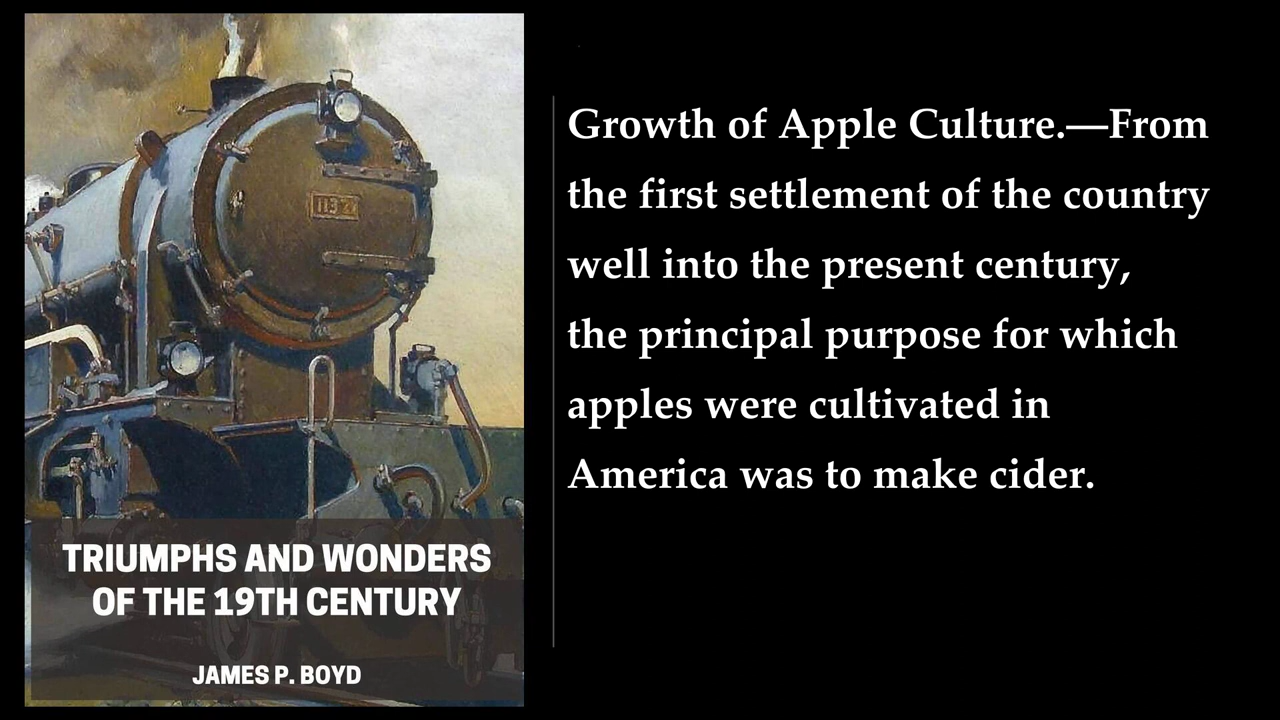 Growth of Apple Culture.—From
the first settlement of the country
well into the present century,
the principal purpose for which
apples were cultivated in
America was to make cider.
TRIUMPHS AND WONDERS
OF THE 19TH CENTURY
JAMES P. BOYD